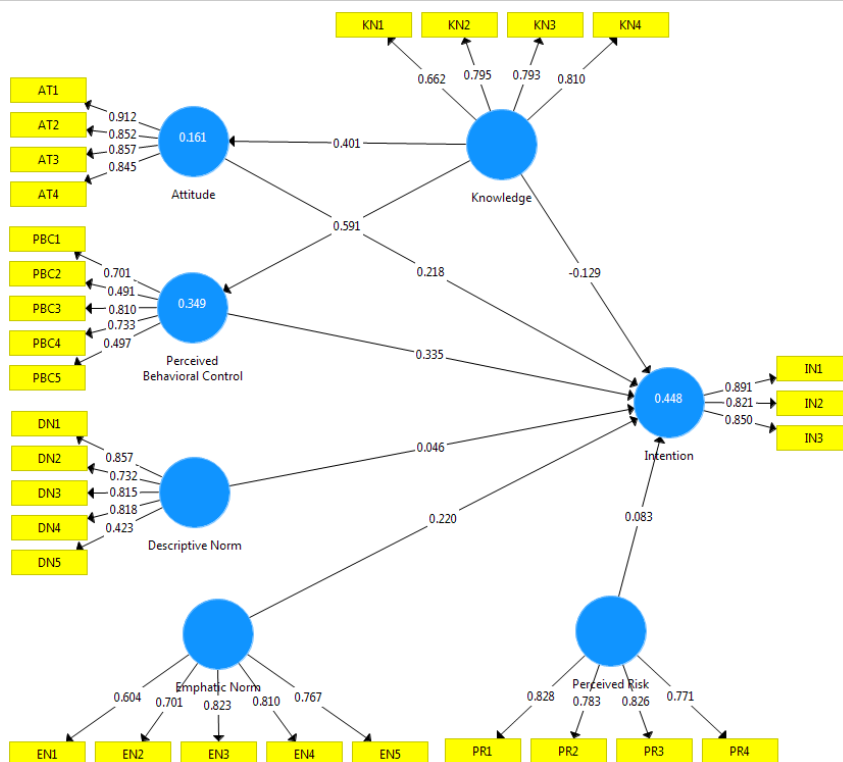 KN1 KN2 KN3 KN4
0.662 0.795 0.793 0.810
Knowledge
AT1
AT2
AT3
AT4
0.912
0.852
0.857
0.845
0.161
Attitude
0.401
0.591
0.218
-0.129
PBC1
PBC2
PBC3
PBC4
PBC5
0.701
0.491
0.810
0.733
0.497
0.349
Perceived
Behavioral Control
0.335
DN1
DN2
DN3
DN4
DN5
0.857
0.732
0.815
0.818
0.423
Descriptive Norm
0.046
0.448
Intention
0.891
0.821
0.850
IN1
IN2
IN3
0.220
0.083
Emphatic Norm
0.604 0.701 0.823 0.810 0.767
EN1 EN2 EN3 EN4 EN5
Perceived Risk
0.828 0.783 0.826 0.771
PR1 PR2 PR3 PR4